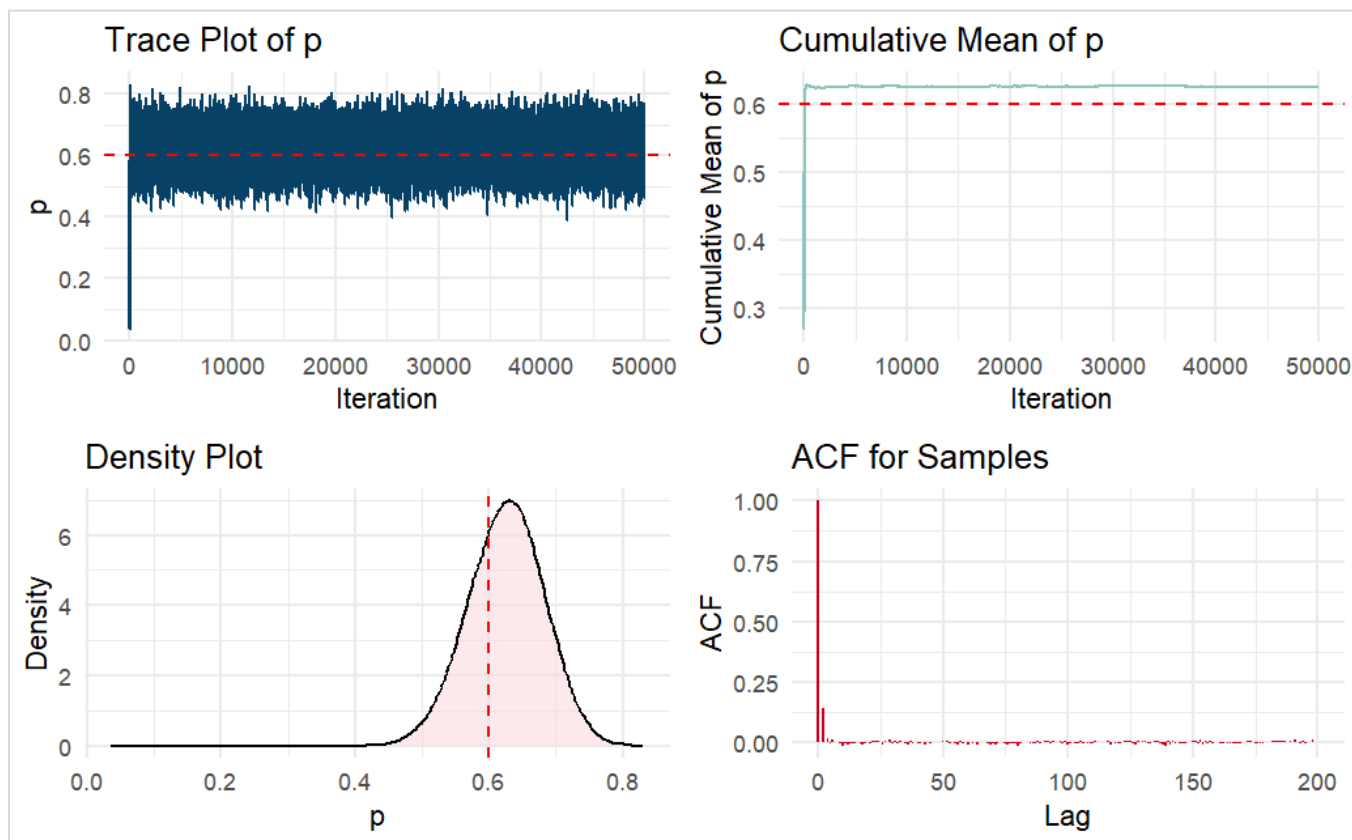 Trace Plot of p
0.8
0.6
0.4
0.2
0.0
p
0 10000 20000 30000 40000 50000
Iteration
Cumulative Mean of p
0.6
0.5
0.4
0.3
Cumulative Mean of p
0 10000 20000 30000 40000 50000
Iteration
Density Plot
6
4
2
0
Density
0.0 0.2 0.4 0.6 0.8
p
ACF for Samples
1.00
0.75
0.50
0.25
0.00
ACF
0 50 100 150 200
Lag